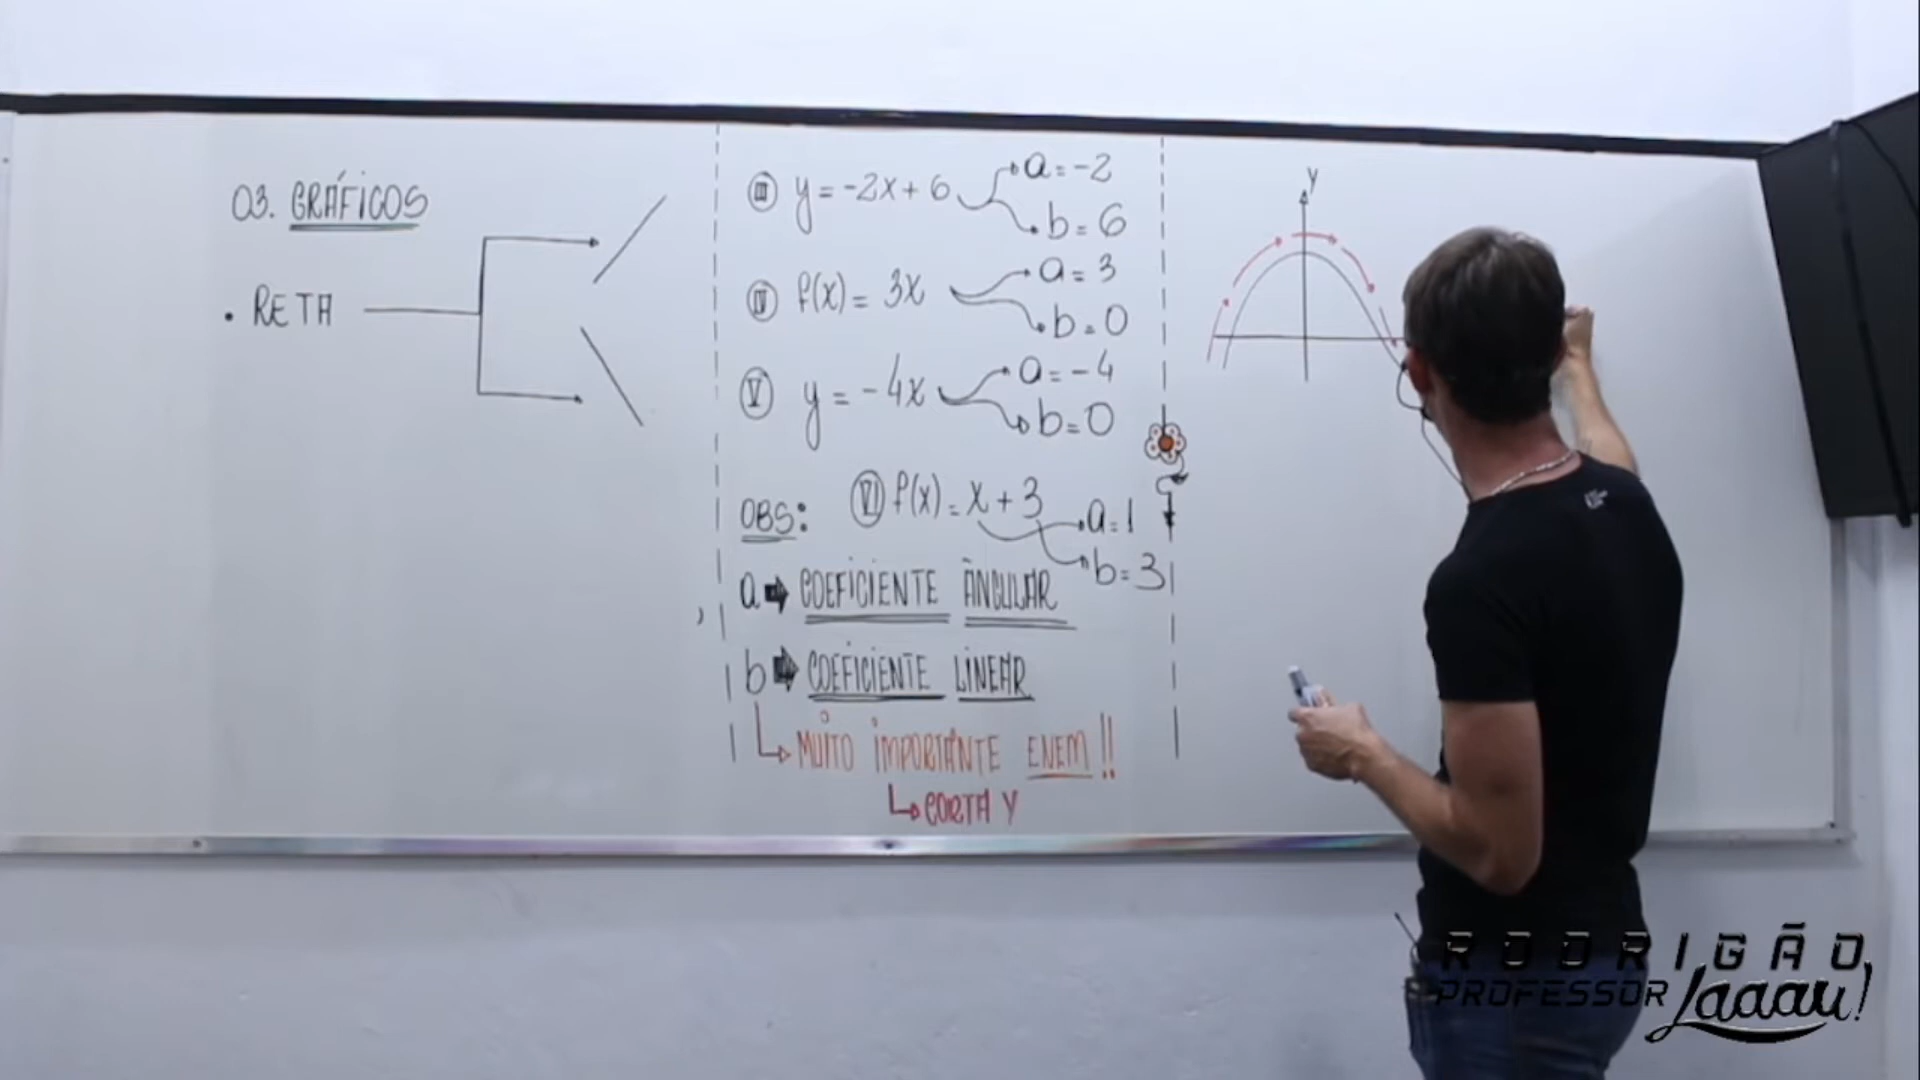 03. GRÁFICOS
• RETA
III y = -2x + 6 a = -2
b = 6
IV f(x) = 3x a = 3
b = 0
V y = -4x a = -4
b = 0
OBS: VI f(x) = x + 3 a = 1
b = 3
a ➡ COEFICIENTE ANGULAR
b ➡ COEFICIENTE LINEAR
↳ MUITO IMPORTANTE ENEM!!
↳ CORTA Y
y
RODRIGÃO
PROFESSOR Laaau!